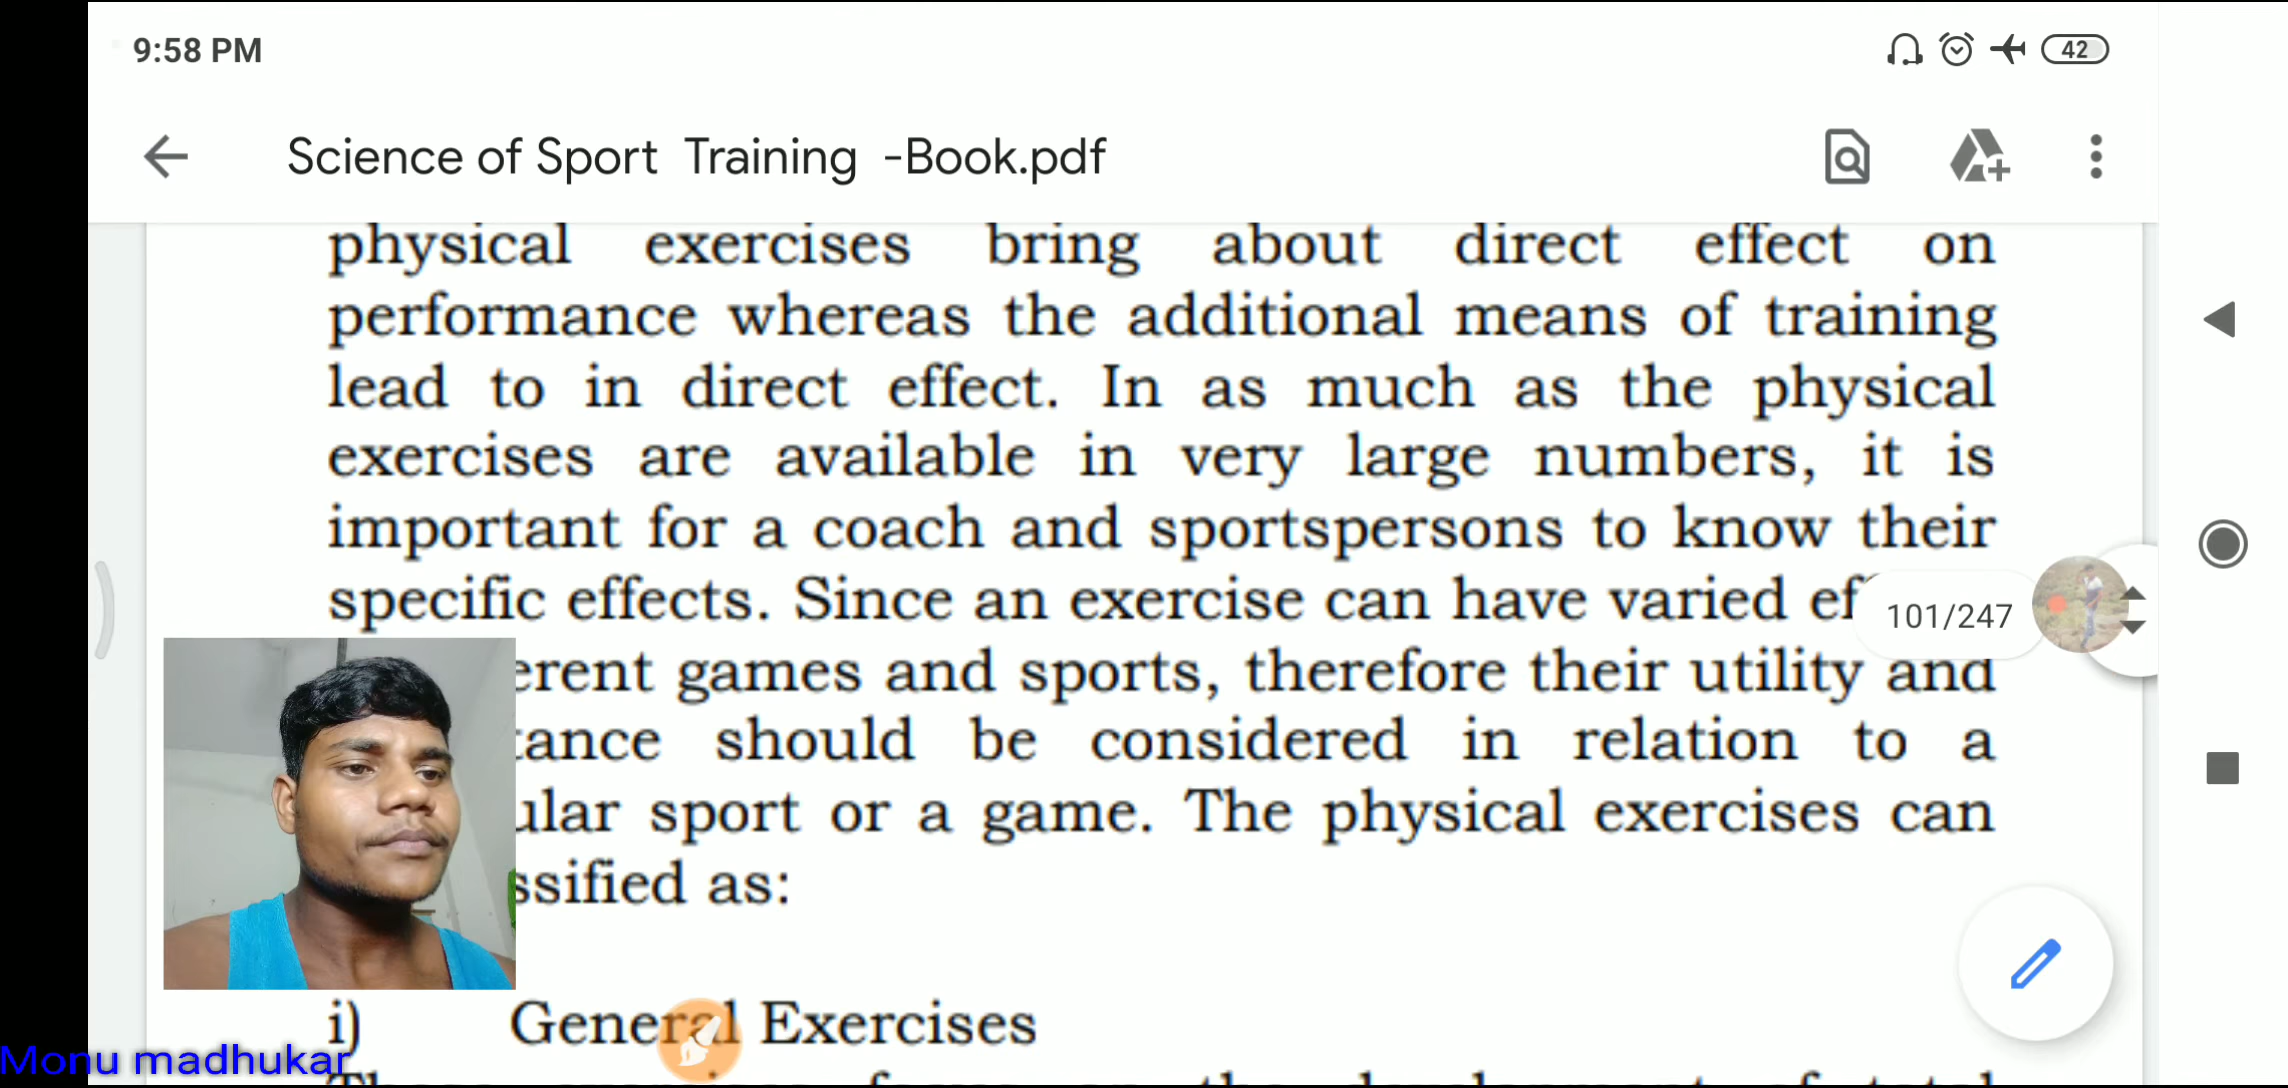 9:58 PM
42
Science of Sport Training -Book.pdf
physical exercises bring about direct effect on
performance whereas the additional means of training
lead to in direct effect. In as much as the physical
exercises are available in very large numbers, it is
important for a coach and sportspersons to know their
specific effects. Since an exercise can have varied ef
101/247
erent games and sports, therefore their utility and
tance should be considered in relation to a
ular sport or a game. The physical exercises can
ssified as:
i) General Exercises
Monu madhukar